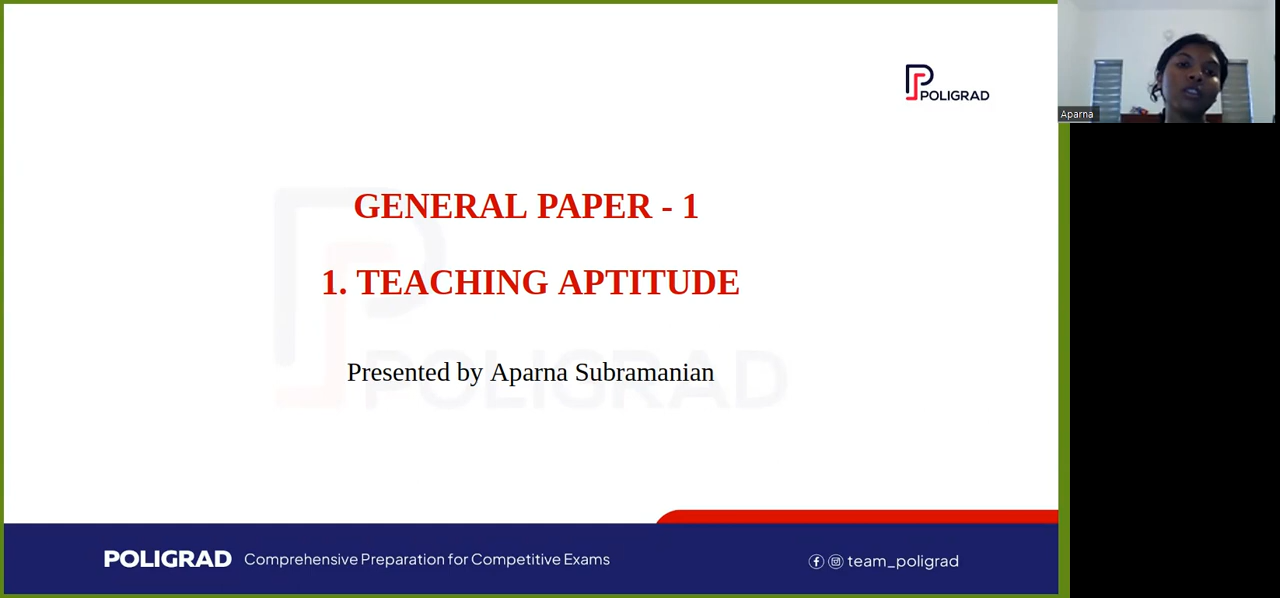 POLIGRAD
Aparna
GENERAL PAPER - 1
1. TEACHING APTITUDE
POLIGRAD
Presented by Aparna Subramanian
POLIGRAD Comprehensive Preparation for Competitive Exams
team_poligrad